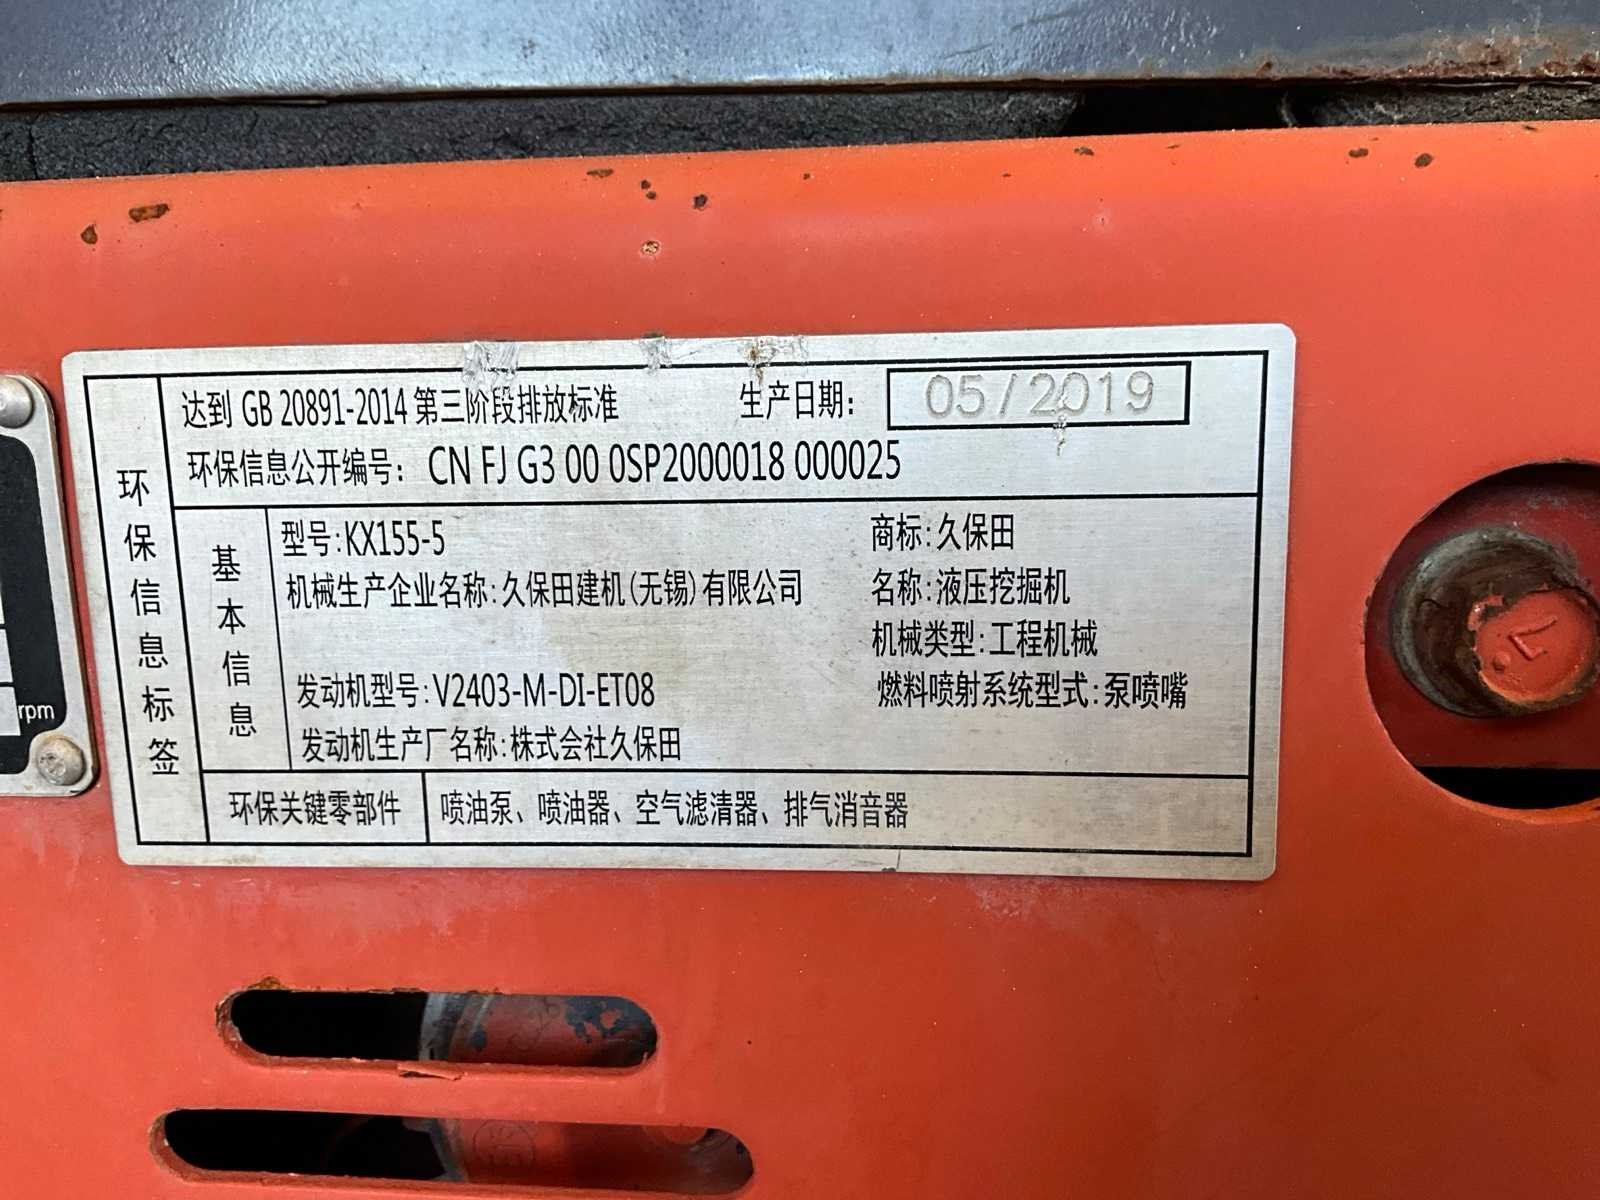 rpm
环保信息标签
达到 GB 20891-2014 第三阶段排放标准 生产日期: 05/2019
环保信息公开编号: CN FJ G3 00 0SP2000018 000025
基本信息
型号:KX155-5 商标:久保田
机械生产企业名称:久保田建机(无锡)有限公司 名称:液压挖掘机
机械类型:工程机械
发动机型号:V2403-M-DI-ET08 燃料喷射系统型式:泵喷嘴
发动机生产厂名称:株式会社久保田
环保关键零部件 喷油泵、喷油器、空气滤清器、排气消音器
7